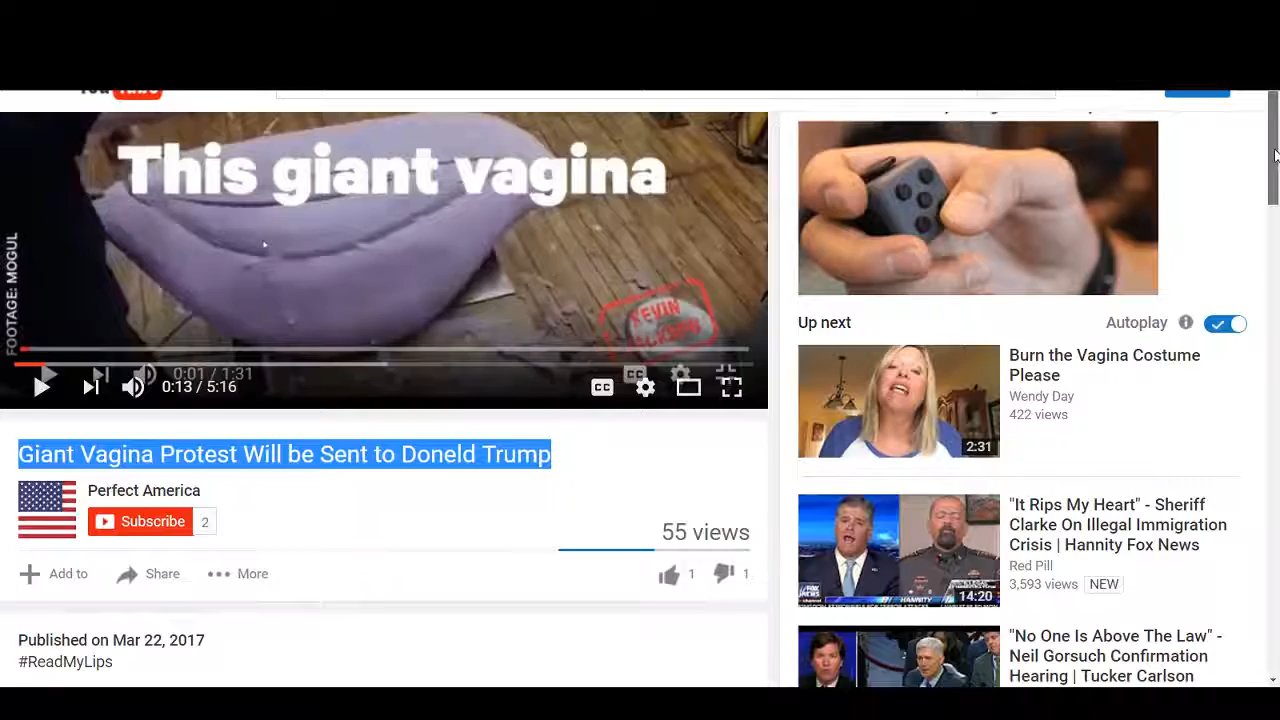 This giant vagina
FOOTAGE: MOGUL
KEVIN
0:01 / 1:31
CC
0:13 / 5:16
CC
Giant Vagina Protest Will be Sent to Doneld Trump
Perfect America
Subscribe 2
55 views
Add to Share More 1 1
Published on Mar 22, 2017
#ReadMyLips
Up next Autoplay
Burn the Vagina Costume
Please
Wendy Day
422 views
2:31
"It Rips My Heart" - Sheriff
Clarke On Illegal Immigration
Crisis | Hannity Fox News
Red Pill
3,593 views NEW
HANNITY
14:20
"No One Is Above The Law" -
Neil Gorsuch Confirmation
Hearing | Tucker Carlson